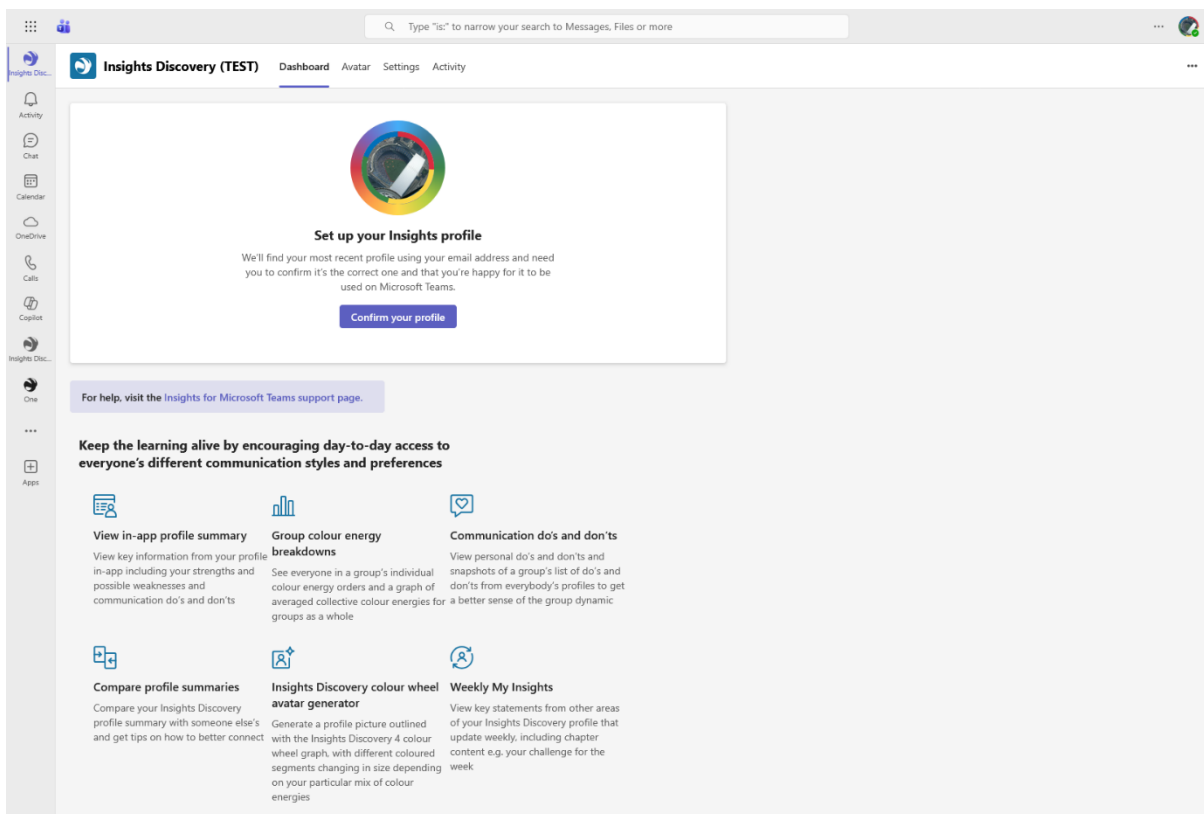 Type "is:" to narrow your search to Messages, Files or more
Insights Disc...
Activity
Chat
Calendar
OneDrive
Calls
Copilot
Insights Disc...
One
Apps
Insights Discovery (TEST) Dashboard Avatar Settings Activity
Set up your Insights profile
We'll find your most recent profile using your email address and need
you to confirm it's the correct one and that you're happy for it to be
used on Microsoft Teams.
Confirm your profile
For help, visit the Insights for Microsoft Teams support page.
Keep the learning alive by encouraging day-to-day access to
everyone's different communication styles and preferences
View in-app profile summary
View key information from your profile
in-app including your strengths and
possible weaknesses and
communication do's and don'ts
Group colour energy
breakdowns
See everyone in a group's individual
colour energy orders and a graph of
averaged collective colour energies for
groups as a whole
Communication do's and don'ts
View personal do's and don'ts and
snapshots of a group's list of do's and
don'ts from everybody's profiles to get
a better sense of the group dynamic
Compare profile summaries
Compare your Insights Discovery
profile summary with someone else's
and get tips on how to better connect
Insights Discovery colour wheel
avatar generator
Generate a profile picture outlined
with the Insights Discovery 4 colour
wheel graph, with different coloured
segments changing in size depending
on your particular mix of colour
energies
Weekly My Insights
View key statements from other areas
of your Insights Discovery profile that
update weekly, including chapter
content e.g. your challenge for the
week